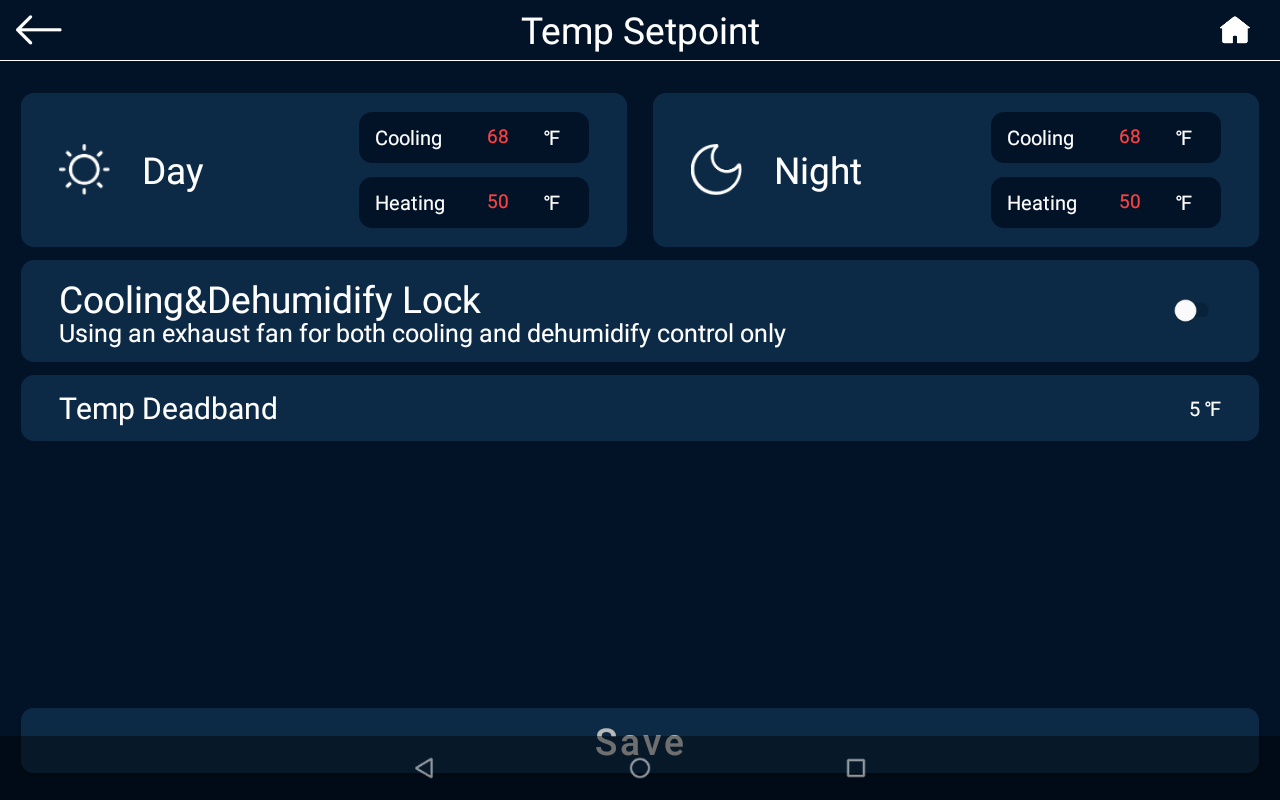 Temp Setpoint
Day
Cooling 68 ℉
Heating 50 ℉
Night
Cooling 68 ℉
Heating 50 ℉
Cooling&Dehumidify Lock
Using an exhaust fan for both cooling and dehumidify control only
Temp Deadband 5 ℉
Save